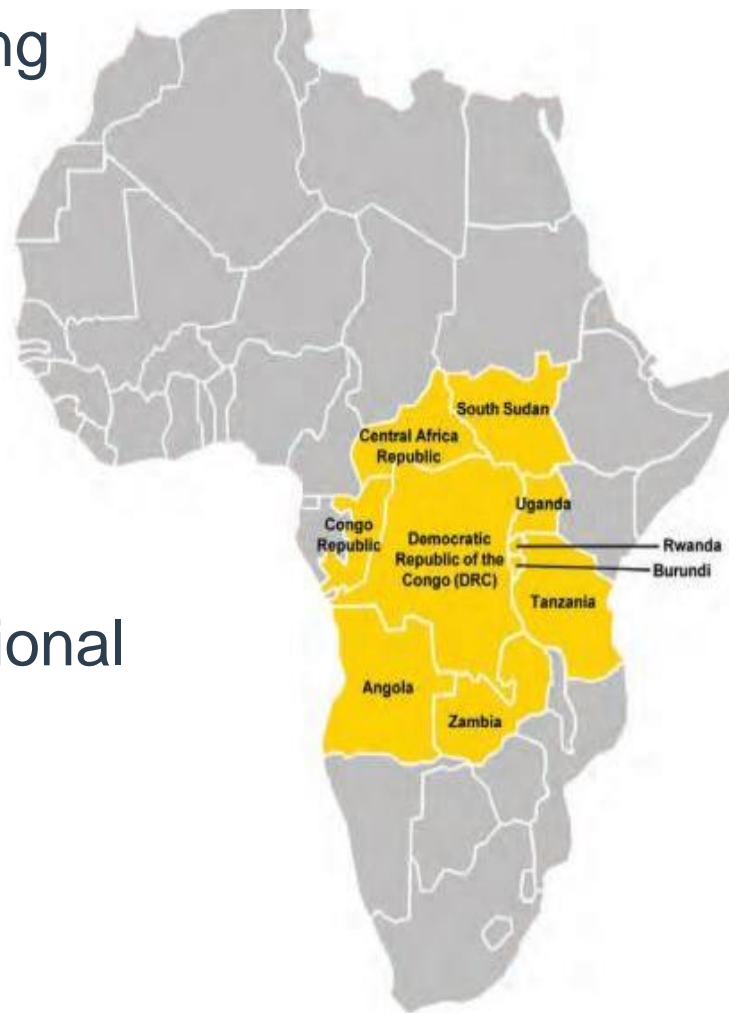 ng
South Sudan
Central Africa
Republic
Uganda
Congo
Republic
Democratic
Republic of the
Congo (DRC)
Rwanda
Burundi
Tanzania
ional
Angola
Zambia